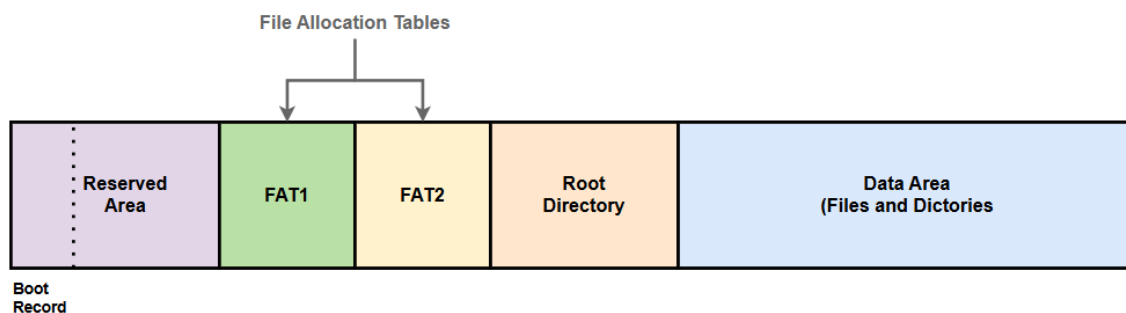 File Allocation Tables
Reserved
Area
FAT1
FAT2
Root
Directory
Data Area
(Files and Dictories
Boot
Record